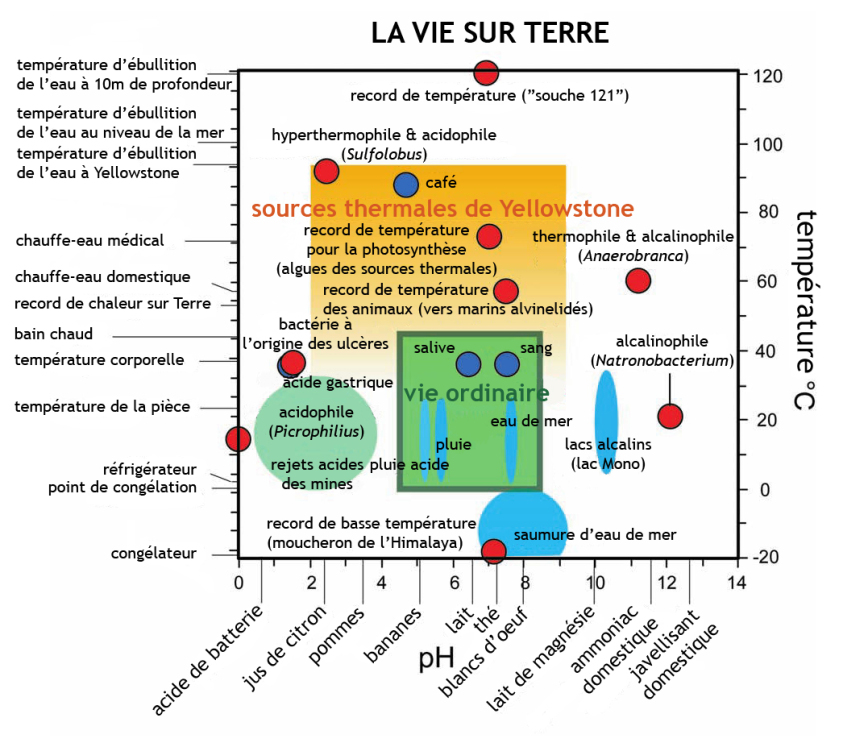 LA VIE SUR TERRE
température d'ébullition
de l'eau à 10m de profondeur
température d'ébullition
de l'eau au niveau de la mer
température d'ébullition
de l'eau à Yellowstone
chauffe-eau médical
chauffe-eau domestique
record de chaleur sur Terre
bain chaud
température corporelle
température de la pièce
réfrigérateur
point de congélation
congélateur
record de température ("souche 121")
hyperthermophile & acidophile
(Sulfolobus)
café
sources thermales de Yellowstone
record de température
pour la photosynthèse
(algues des sources thermales)
thermophile & alcalinophile
(Anaerobranca)
record de température
des animaux (vers marins alvinelidés)
bactérie à
l'origine des ulcères
salive
sang
alcalinophile
(Natronobacterium)
acide gastrique
vie ordinaire
acidophile
(Picrophilius)
eau de mer
pluie
lacs alcalins
(lac Mono)
rejets acides pluie acide
des mines
record de basse température
(moucheron de l'Himalaya)
saumure d'eau de mer
120
100
80
60
40
20
0
-20
température °C
0 2 4 6 8 10 12 14
acide de batterie
jus de citron
pommes
bananes
lait
thé
blancs d'oeuf
lait de magnésie
ammoniac
domestique
javellisant
domestique
pH